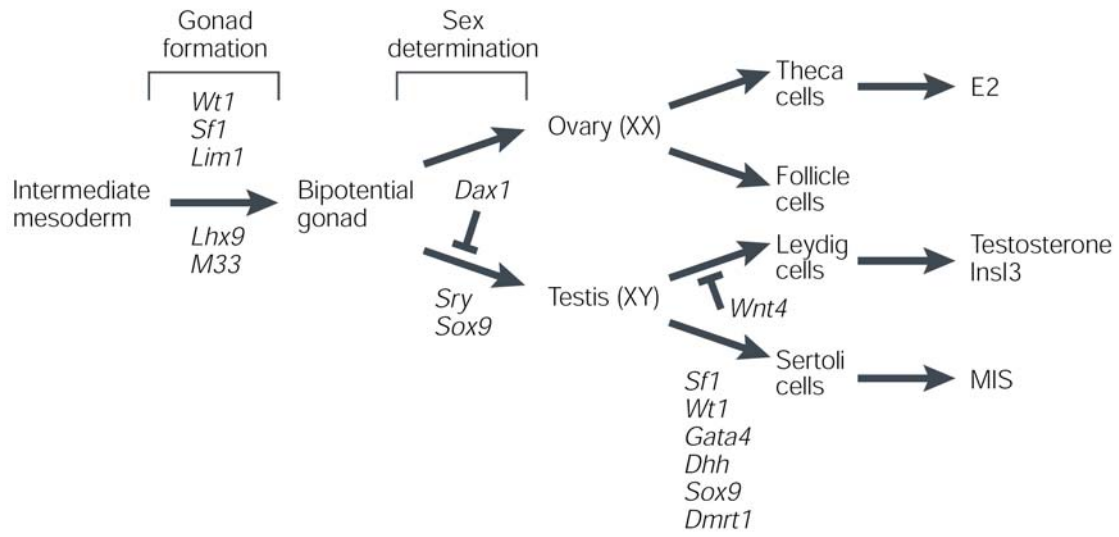 Gonad
formation
Sex
determination
Wt1
Sf1
Lim1
Intermediate
mesoderm
Lhx9
M33
Bipotential
gonad
Dax1
Sry
Sox9
Ovary (XX)
Testis (XY)
Theca
cells
E2
Follicle
cells
Leydig
cells
Testosterone
Insl3
Wnt4
Sertoli
cells
MIS
Sf1
Wt1
Gata4
Dhh
Sox9
Dmrt1